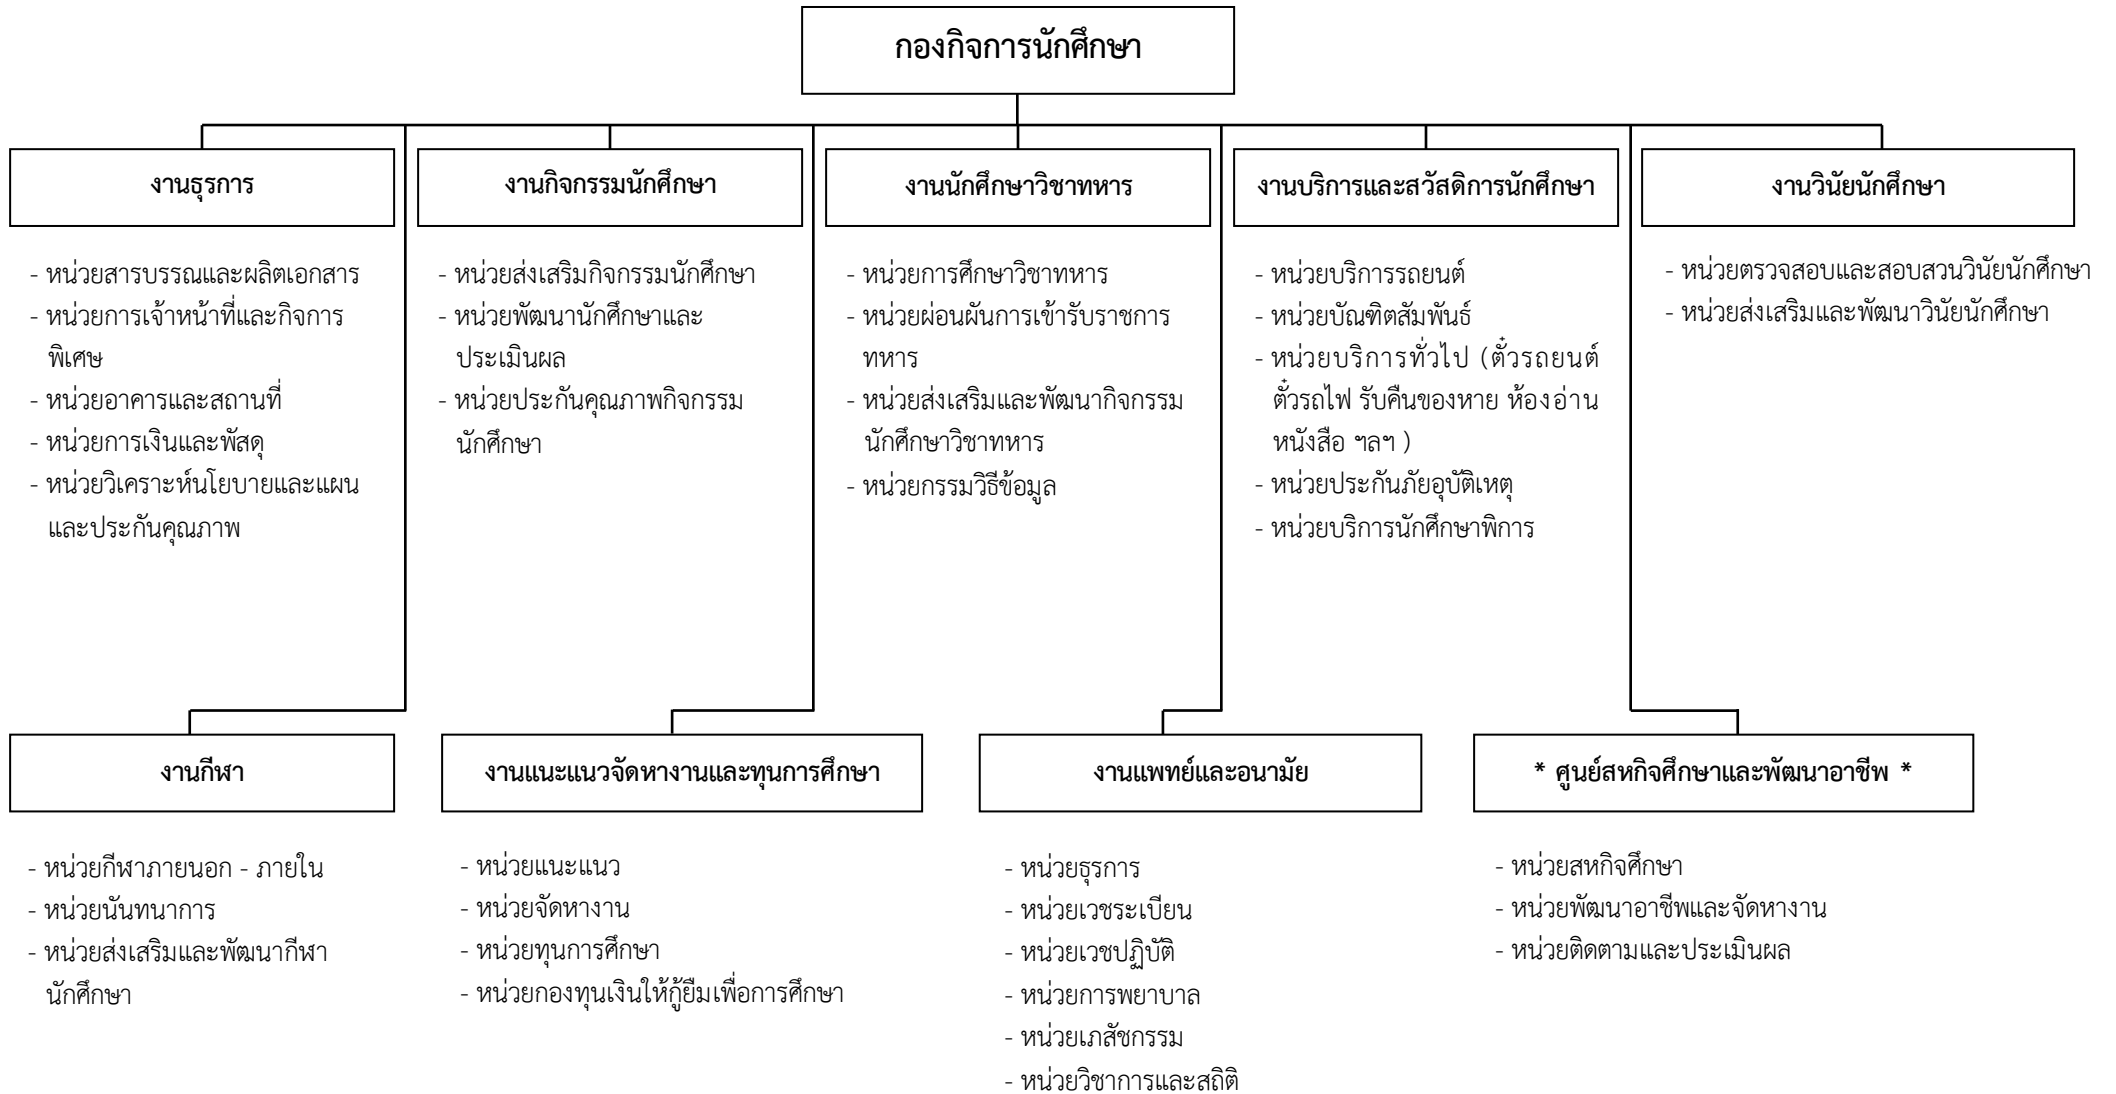 กองกิจการนักศึกษา
งานธุรการ
- หน่วยสารบรรณและผลิตเอกสาร
- หน่วยการเจ้าหน้าที่และกิจการ
พิเศษ
- หน่วยอาคารและสถานที่
- หน่วยการเงินและพัสดุ
- หน่วยวิเคราะห์นโยบายและแผน
และประกันคุณภาพ
งานกิจกรรมนักศึกษา
- หน่วยส่งเสริมกิจกรรมนักศึกษา
- หน่วยพัฒนานักศึกษาและ
ประเมินผล
- หน่วยประกันคุณภาพกิจกรรม
นักศึกษา
งานนักศึกษาวิชาทหาร
- หน่วยการศึกษาวิชาทหาร
- หน่วยผ่อนผันการเข้ารับราชการ
ทหาร
- หน่วยส่งเสริมและพัฒนากิจกรรม
นักศึกษาวิชาทหาร
- หน่วยกรรมวิธีข้อมูล
งานบริการและสวัสดิการนักศึกษา
- หน่วยบริการรถยนต์
- หน่วยบัณฑิตสัมพันธ์
- หน่วยบริการทั่วไป (ตั๋วรถยนต์
ตั๋วรถไฟ รับคืนของหาย ห้องอ่าน
หนังสือ ฯลฯ )
- หน่วยประกันภัยอุบัติเหตุ
- หน่วยบริการนักศึกษาพิการ
งานวินัยนักศึกษา
- หน่วยตรวจสอบและสอบสวนวินัยนักศึกษา
- หน่วยส่งเสริมและพัฒนาวินัยนักศึกษา
งานกีฬา
- หน่วยกีฬาภายนอก - ภายใน
- หน่วยนันทนาการ
- หน่วยส่งเสริมและพัฒนากีฬา
นักศึกษา
งานแนะแนวจัดหางานและทุนการศึกษา
- หน่วยแนะแนว
- หน่วยจัดหางาน
- หน่วยทุนการศึกษา
- หน่วยกองทุนเงินให้กู้ยืมเพื่อการศึกษา
งานแพทย์และอนามัย
- หน่วยธุรการ
- หน่วยเวชระเบียน
- หน่วยเวชปฏิบัติ
- หน่วยการพยาบาล
- หน่วยเภสัชกรรม
- หน่วยวิชาการและสถิติ
* ศูนย์สหกิจศึกษาและพัฒนาอาชีพ *
- หน่วยสหกิจศึกษา
- หน่วยพัฒนาอาชีพและจัดหางาน
- หน่วยติดตามและประเมินผล